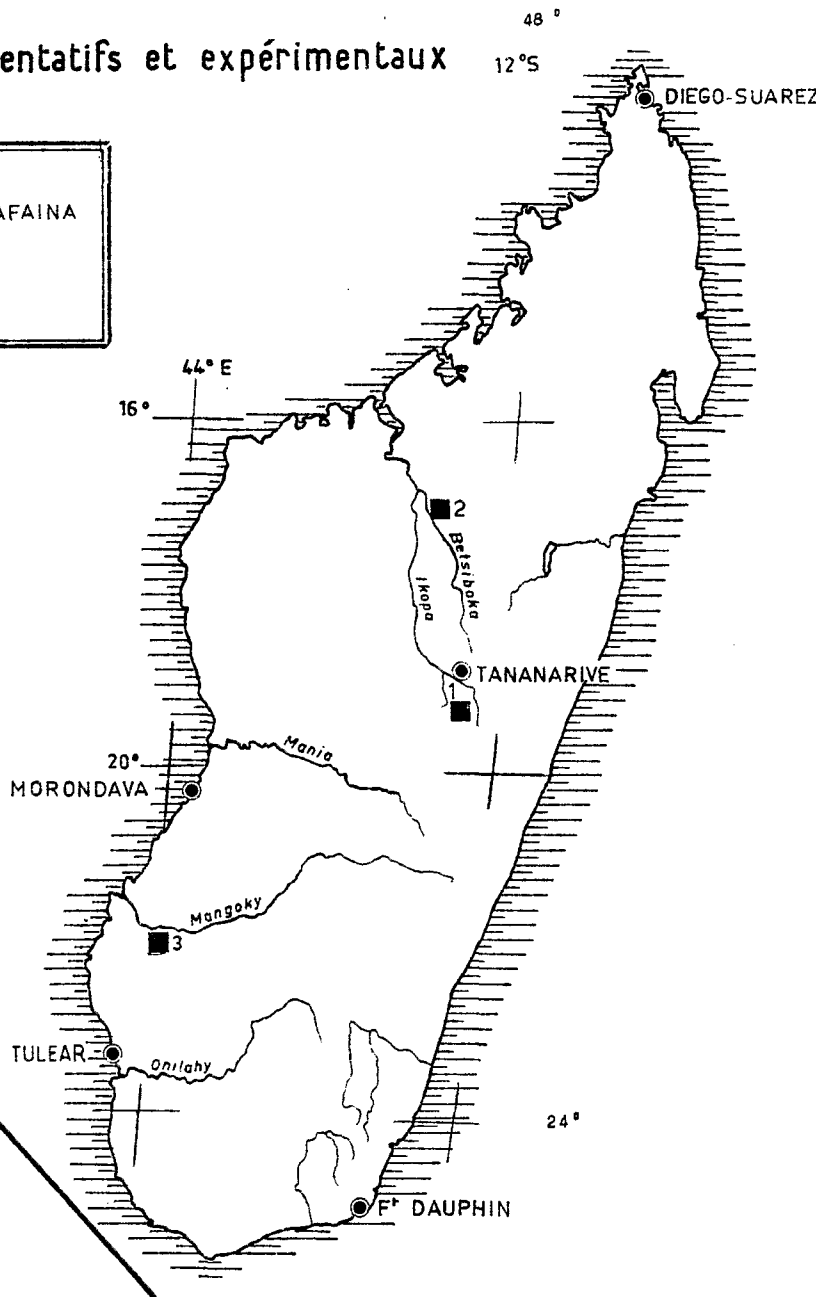 48°
entatifs et expérimentaux
12°S
DIEGO-SUAREZ
AFAINA
44° E
16°
2
Betsiboka
Ikopa
TANANARIVE
1
20°
Mania
MORONDAVA
Mangoky
3
TULEAR
Onilahy
24°
Ft DAUPHIN